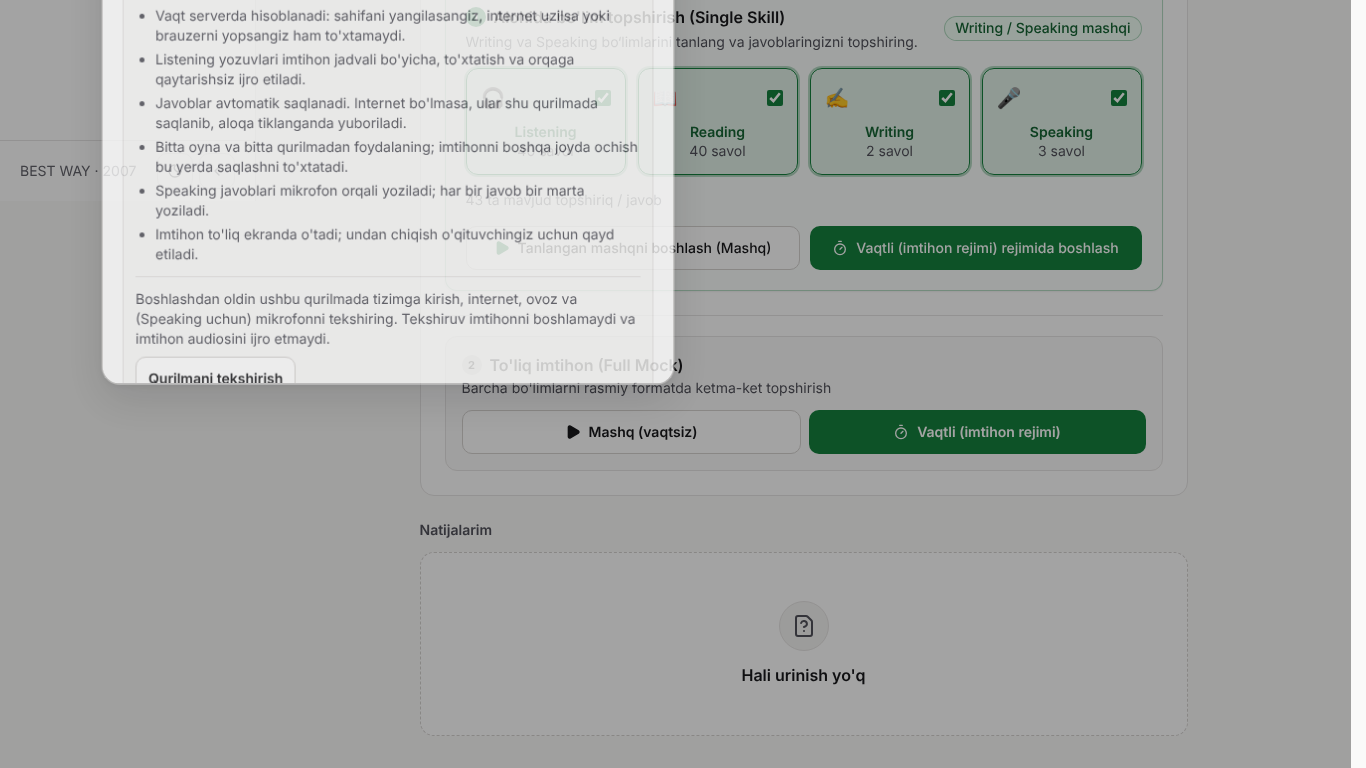 Vaqt serverda hisoblanadi: sahifani yangilasangiz, internet uzilsa yoki
brauzerni yopsangiz ham to'xtamaydi.
Listening yozuvlari imtihon jadvali bo'yicha, to'xtatish va orqaga
qaytarishsiz ijro etiladi.
Javoblar avtomatik saqlanadi. Internet bo'lmasa, ular shu qurilmada
saqlanib, aloqa tiklanganda yuboriladi.
Bitta oyna va bitta qurilmadan foydalaning; imtihonni boshqa joyda ochish
bu yerda saqlashni to'xtatadi.
Speaking javoblari mikrofon orqali yoziladi; har bir javob bir marta
yoziladi.
Imtihon to'liq ekranda o'tadi; undan chiqish o'qituvchingiz uchun qayd
etiladi.
Boshlashdan oldin ushbu qurilmada tizimga kirish, internet, ovoz va
(Speaking uchun) mikrofonni tekshiring. Tekshiruv imtihonni boshlamaydi va
imtihon audiosini ijro etmaydi.
Qurilmani tekshirish
BEST WAY · 2007
topshirish (Single Skill)
Writing va Speaking bo'limlarini tanlang va javoblaringizni topshiring.
Writing / Speaking mashqi
Listening
Reading
40 savol
Writing
2 savol
Speaking
3 savol
43 ta mavjud topshiriq / javob
Tanlangan mashqni boshlash (Mashq)
Vaqtli (imtihon rejimi) rejimida boshlash
2 To'liq imtihon (Full Mock)
Barcha bo'limlarni rasmiy formatda ketma-ket topshirish
Mashq (vaqtsiz)
Vaqtli (imtihon rejimi)
Natijalarim
Hali urinish yo'q